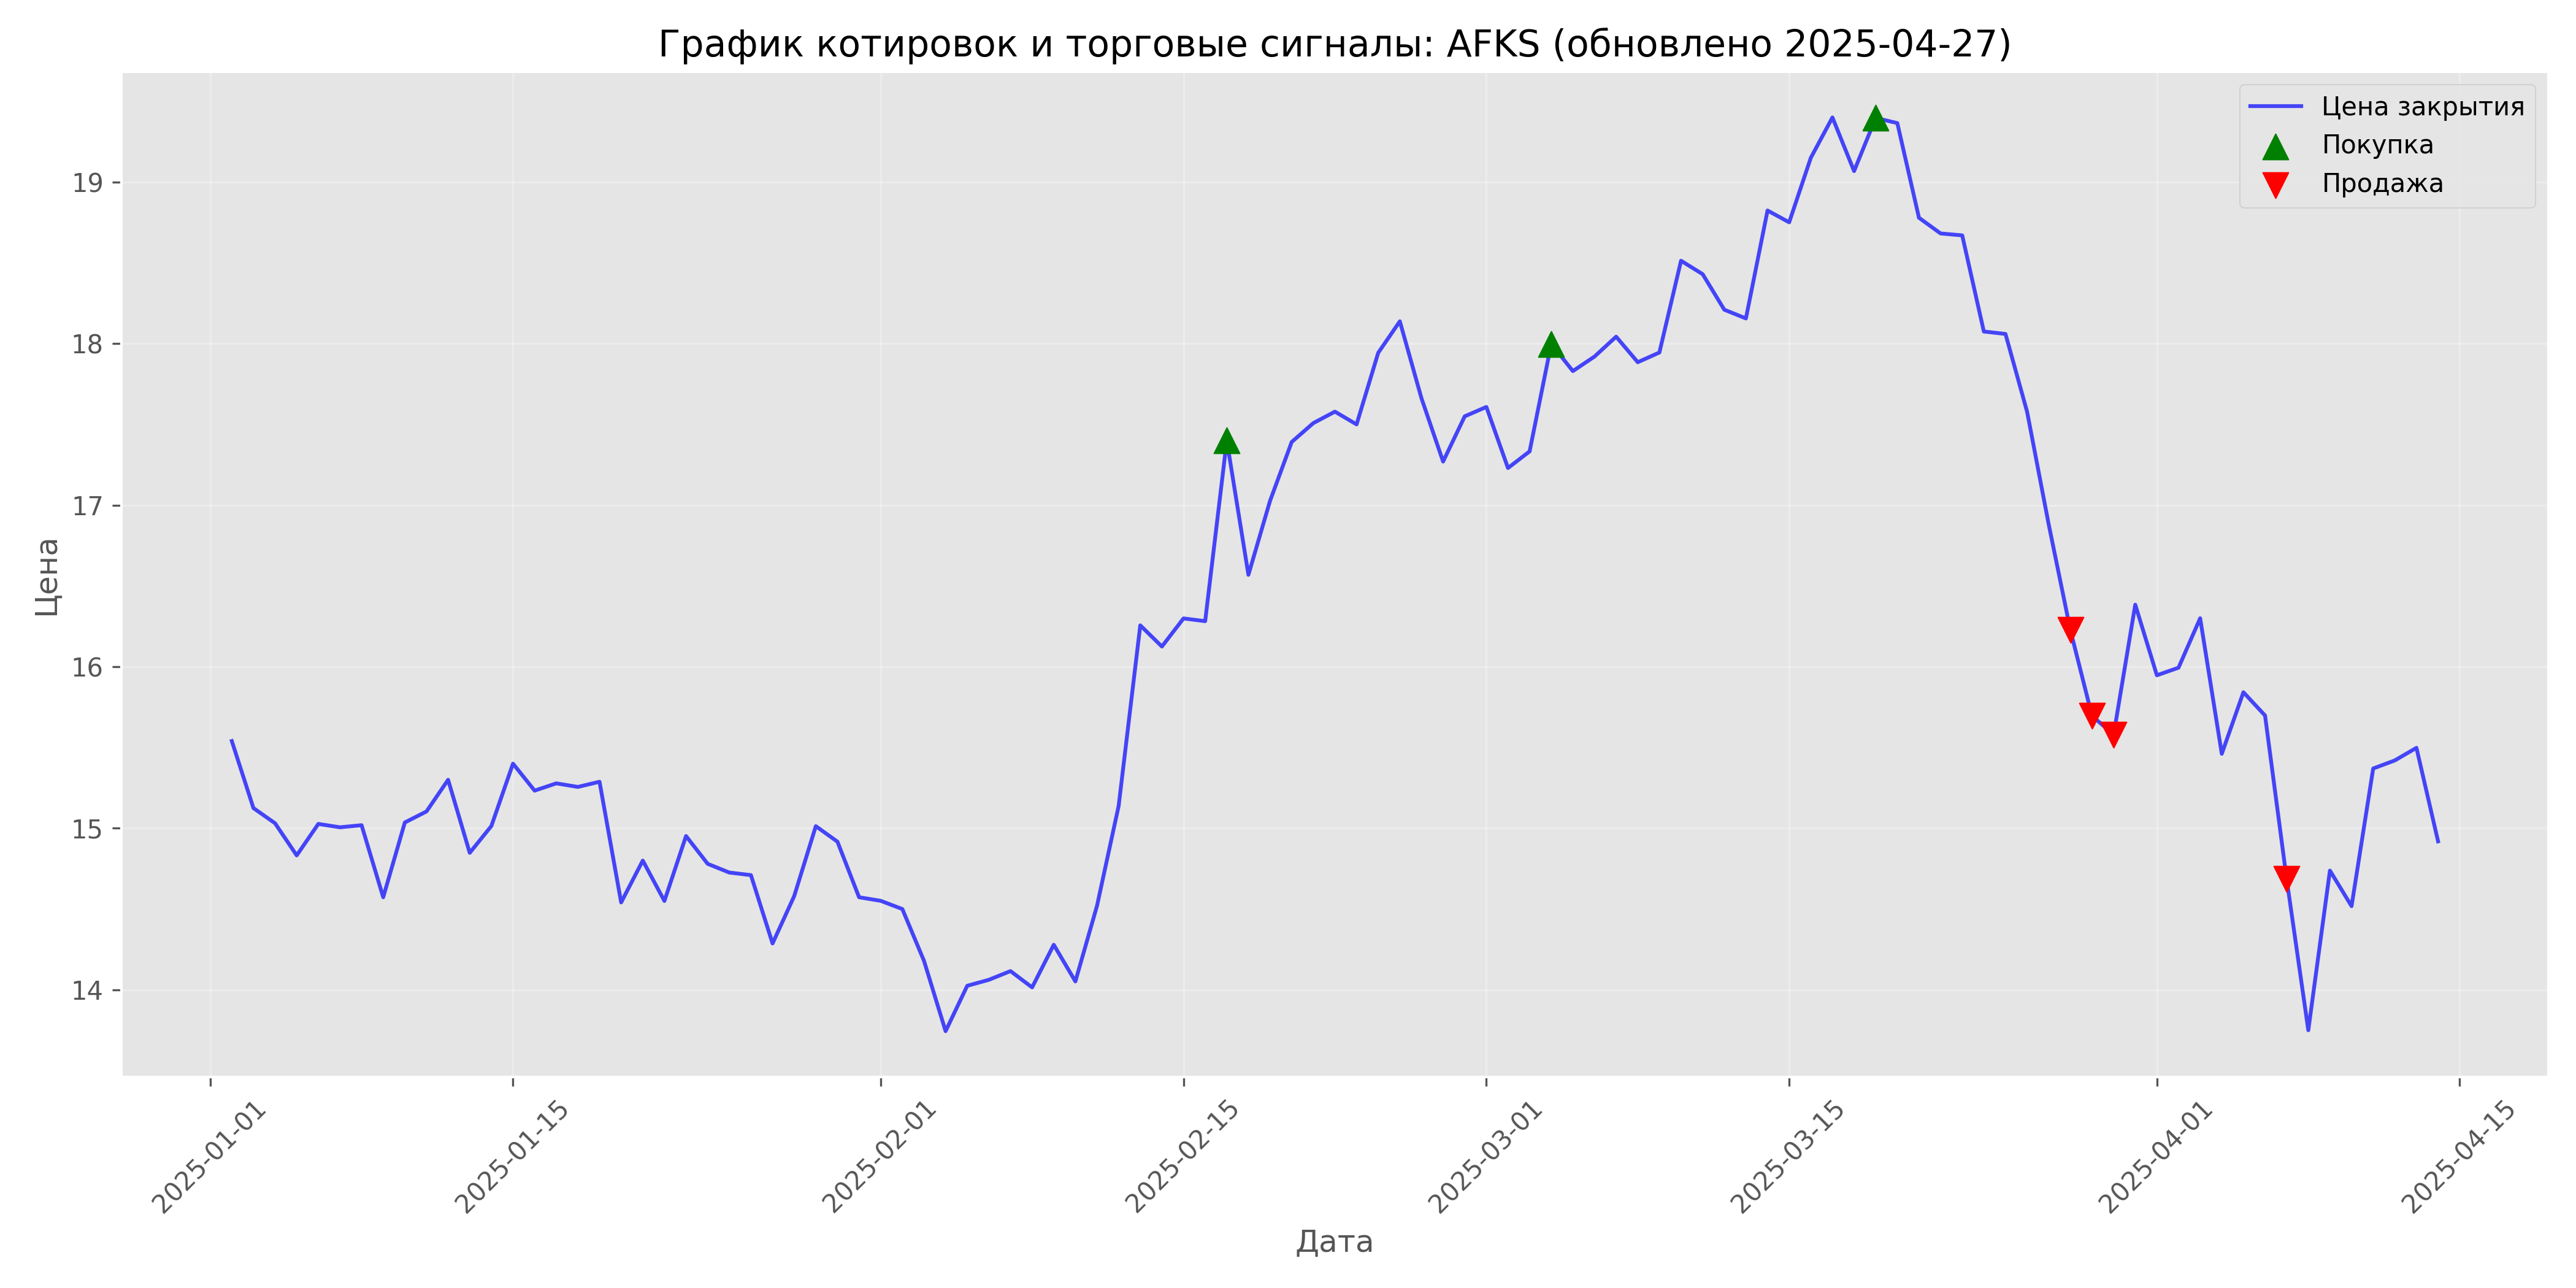 График котировок и торговые сигналы: AFKS (обновлено 2025-04-27)
Цена закрытия
Покупка
Продажа
19
18
17
16
15
14
Цена
2025-01-01
2025-01-15
2025-02-01
2025-02-15
2025-03-01
2025-03-15
2025-04-01
2025-04-15
Дата